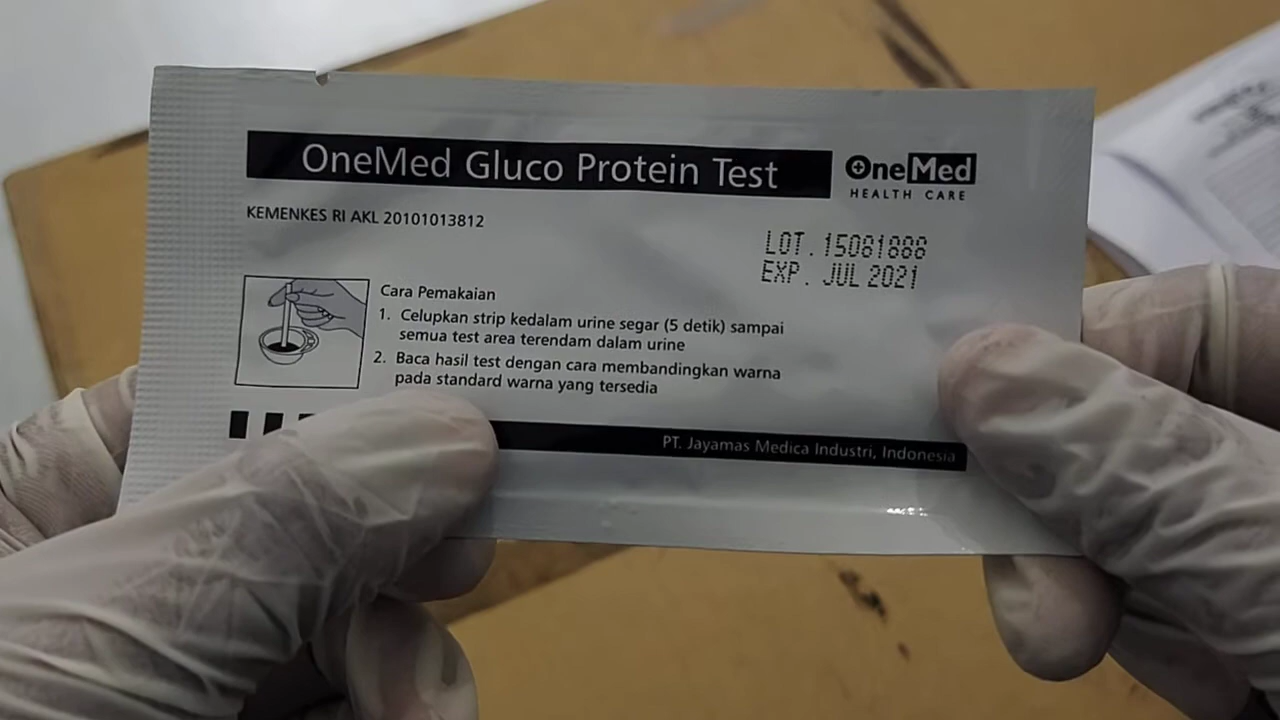 OneMed Gluco Protein Test
OneMed
HEALTH CARE
KEMENKES RI AKL 20101013812
LOT. 15081888
EXP. JUL 2021
Cara Pemakaian
1. Celupkan strip kedalam urine segar (5 detik) sampai
semua test area terendam dalam urine
2. Baca hasil test dengan cara membandingkan warna
pada standard warna yang tersedia
PT. Jayamas Medica Industri, Indonesia